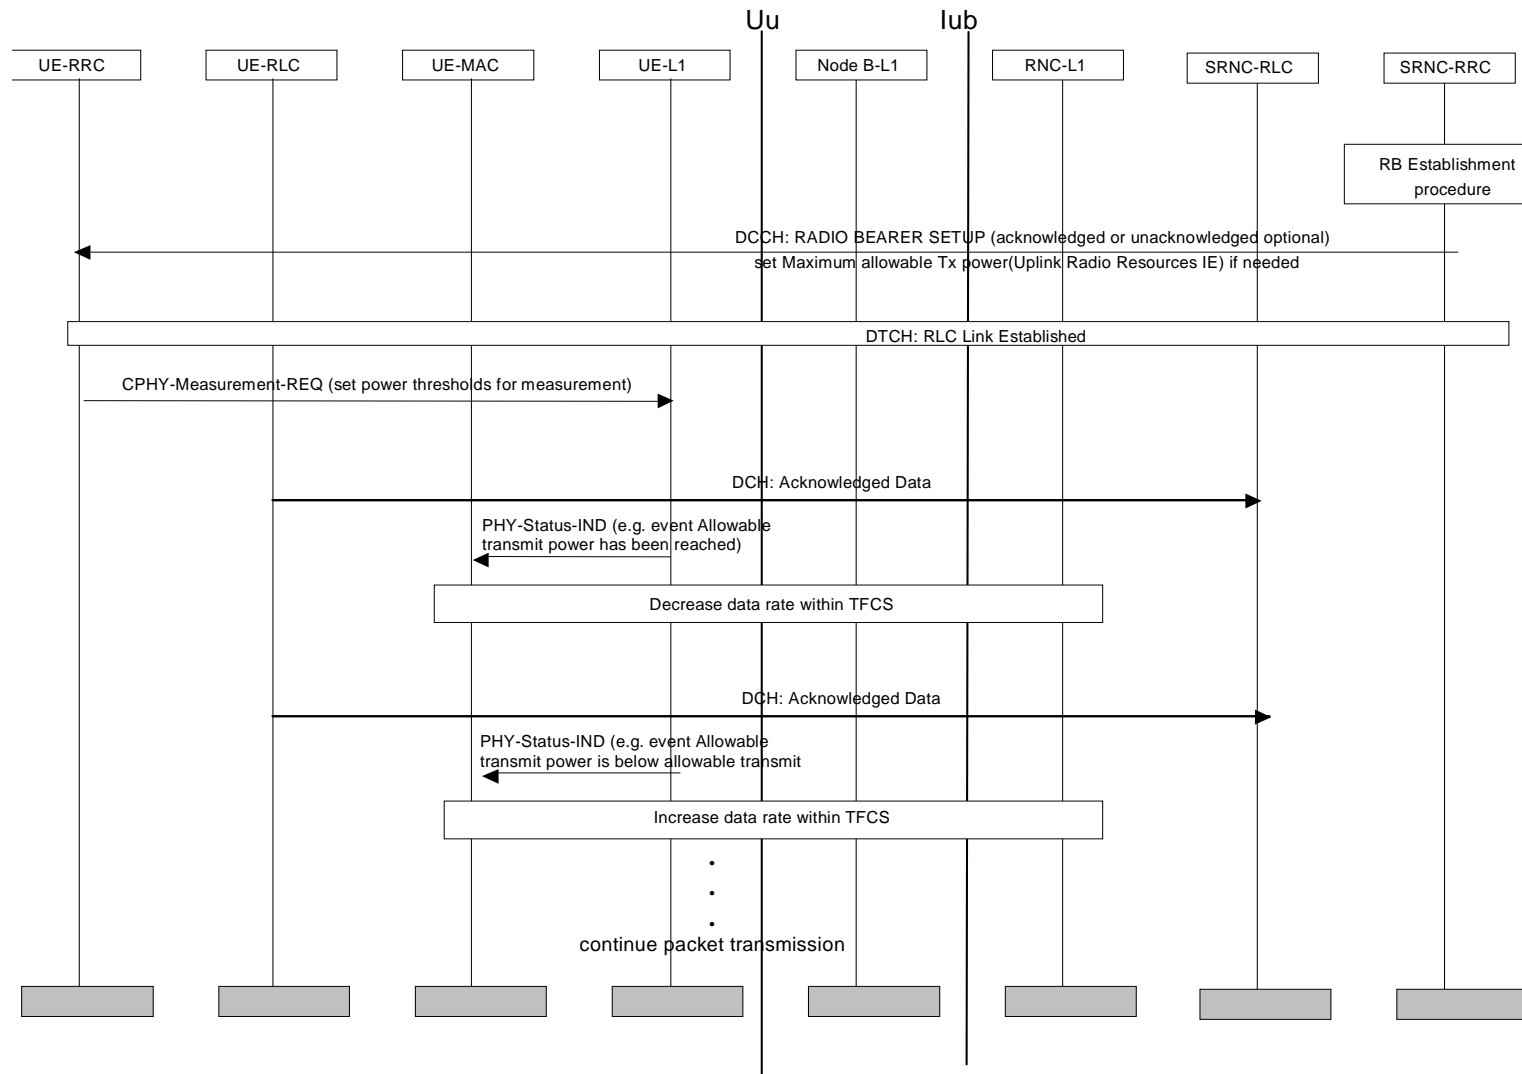 Uu
Iub
UE-RRC
UE-RLC
UE-MAC
UE-L1
Node B-L1
RNC-L1
SRNC-RLC
SRNC-RRC
RB Establishment
procedure
DCCH: RADIO BEARER SETUP (acknowledged or unacknowledged optional)
set Maximum allowable Tx power(Uplink Radio Resources IE) if needed
DTCH: RLC Link Established
CPHY-Measurement-REQ (set power thresholds for measurement)
DCH: Acknowledged Data
PHY-Status-IND (e.g. event Allowable
transmit power has been reached)
Decrease data rate within TFCS
DCH: Acknowledged Data
PHY-Status-IND (e.g. event Allowable
transmit power is below allowable transmit
Increase data rate within TFCS
continue packet transmission